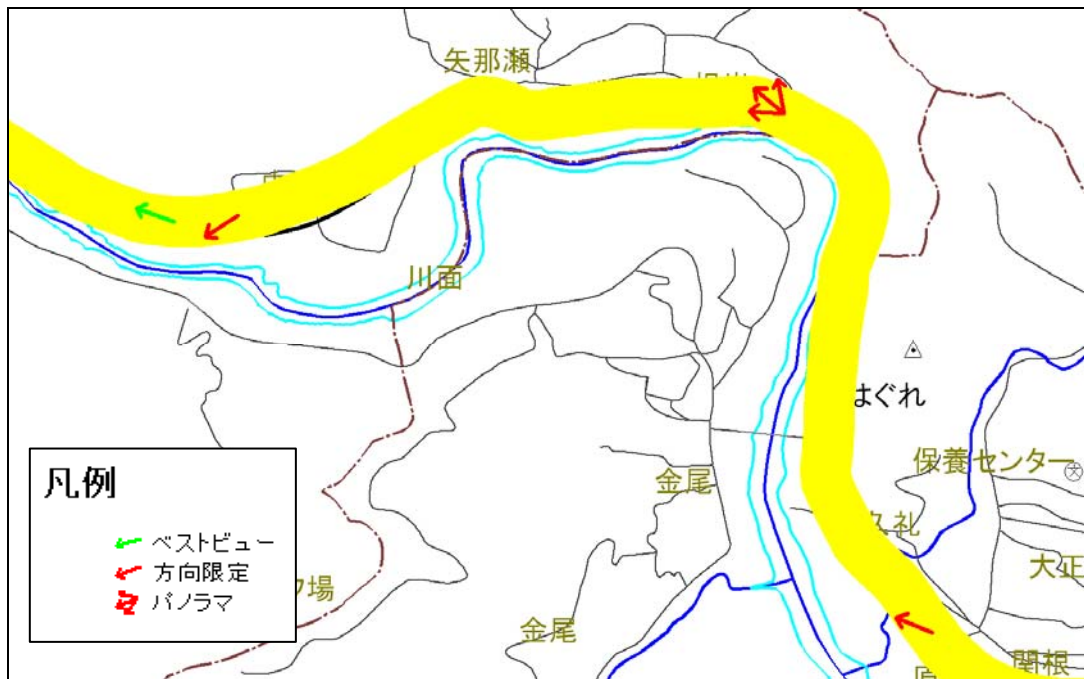 矢那瀬
川面
はぐれ
保養センター
金尾
久礼
大正
金尾
関根
凡例
ベストビュー
方向限定
パノラマ
場